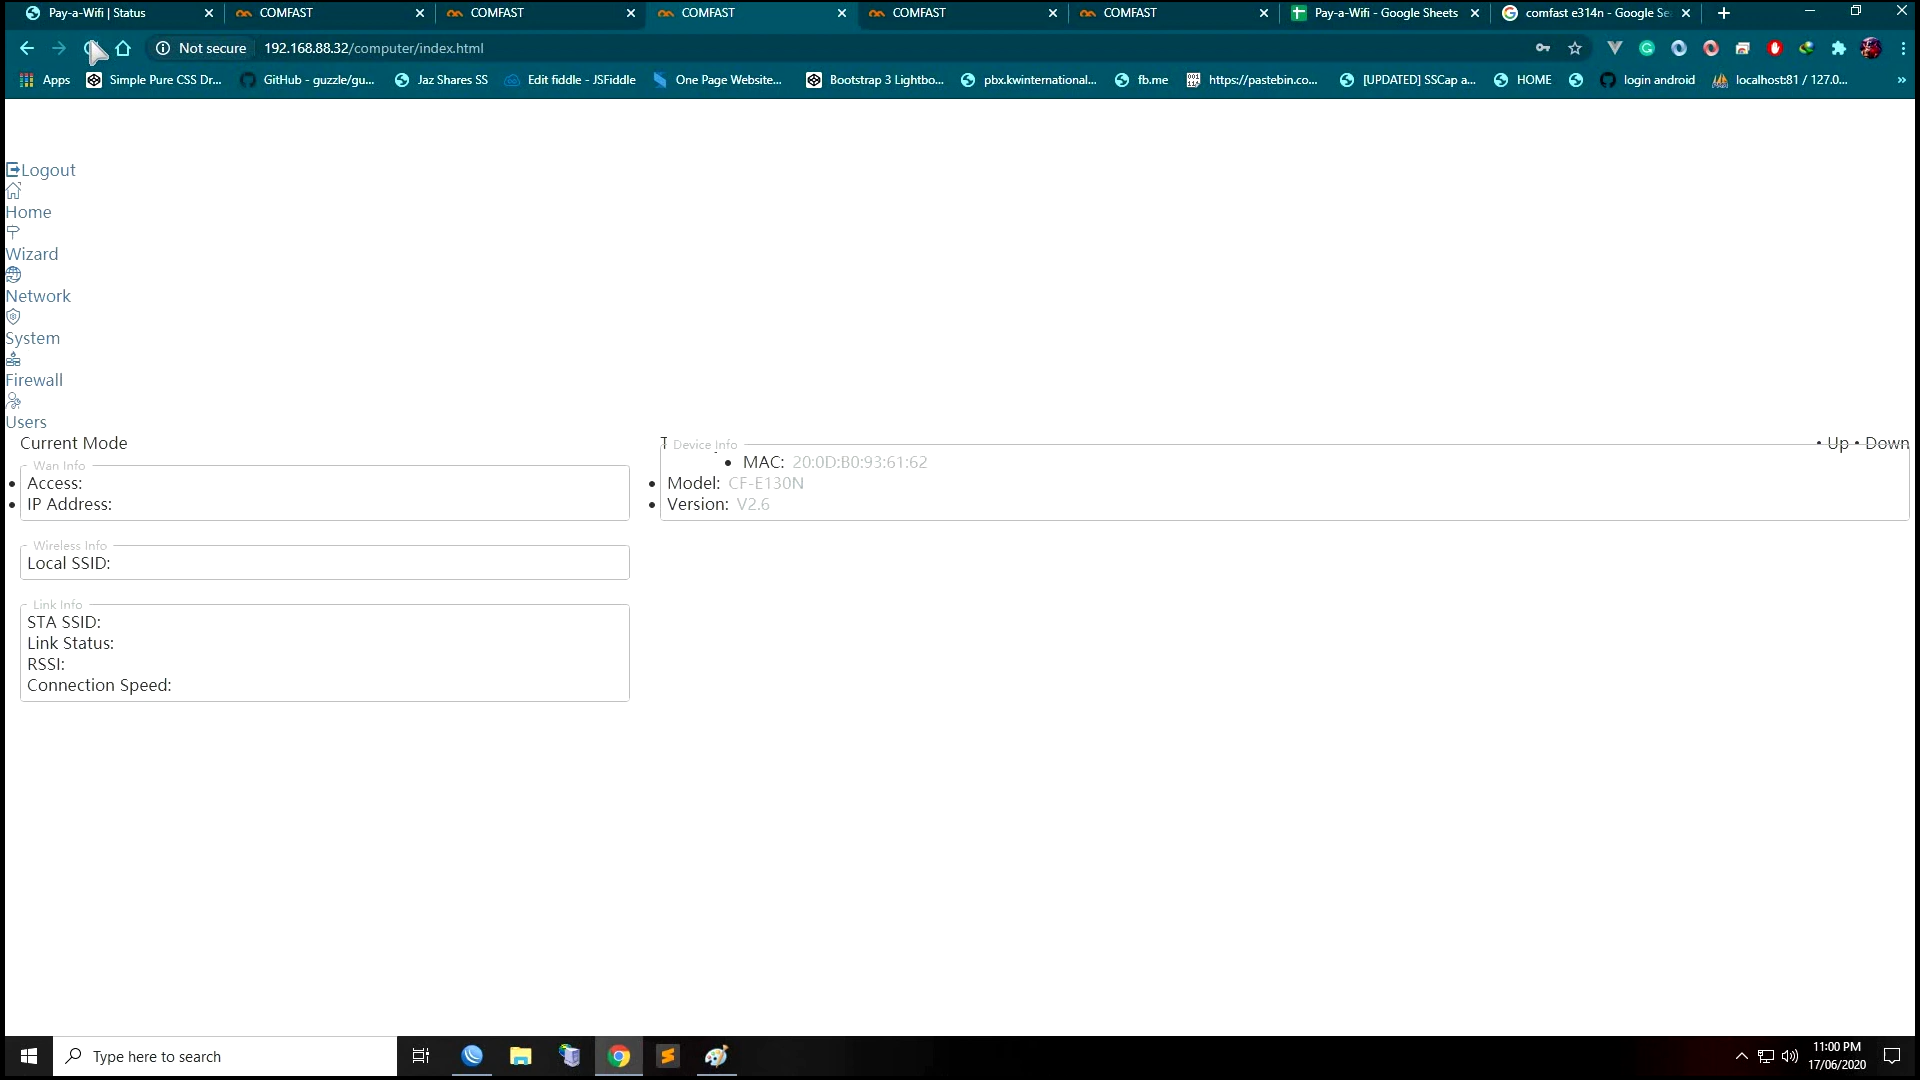 Pay-a-Wifi | Status
COMFAST
COMFAST
COMFAST
COMFAST
COMFAST
Pay-a-Wifi - Google Sheets
comfast e314n - Google Se
Not secure
192.168.88.32/computer/index.html
Apps
Simple Pure CSS Dr...
GitHub - guzzle/gu...
Jaz Shares SS
Edit fiddle - JSFiddle
One Page Website...
Bootstrap 3 Lightbo...
pbx.kwinternational...
fb.me
https://pastebin.co...
[UPDATED] SSCap a...
HOME
login android
localhost:81 / 127.0...
Logout
Home
Wizard
Network
System
Firewall
Users
Current Mode
Wan Info
Access:
IP Address:
Wireless Info
Local SSID:
Link Info
STA SSID:
Link Status:
RSSI:
Connection Speed:
Device Info
• Up • Down
• MAC: 20:0D:B0:93:61:62
• Model: CF-E130N
• Version: V2.6
Type here to search
11:00 PM
17/06/2020